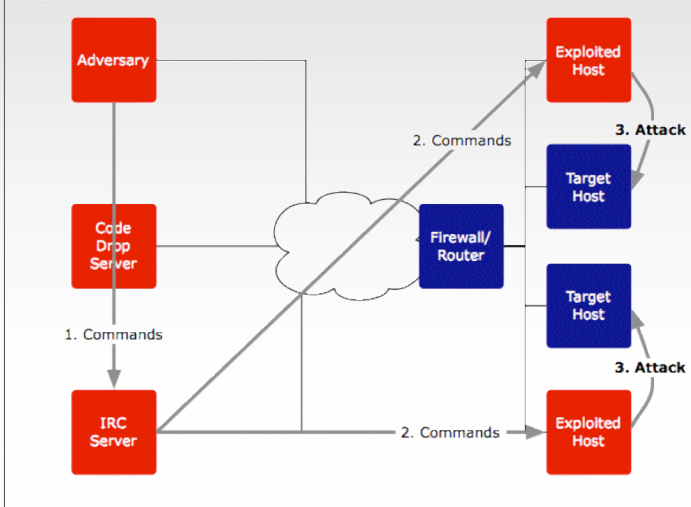 Adversary
Exploited
Host
3. Attack
2. Commands
Target
Host
Code
Drop
Server
Firewall/
Router
Target
Host
1. Commands
3. Attack
IRC
Server
2. Commands
Exploited
Host